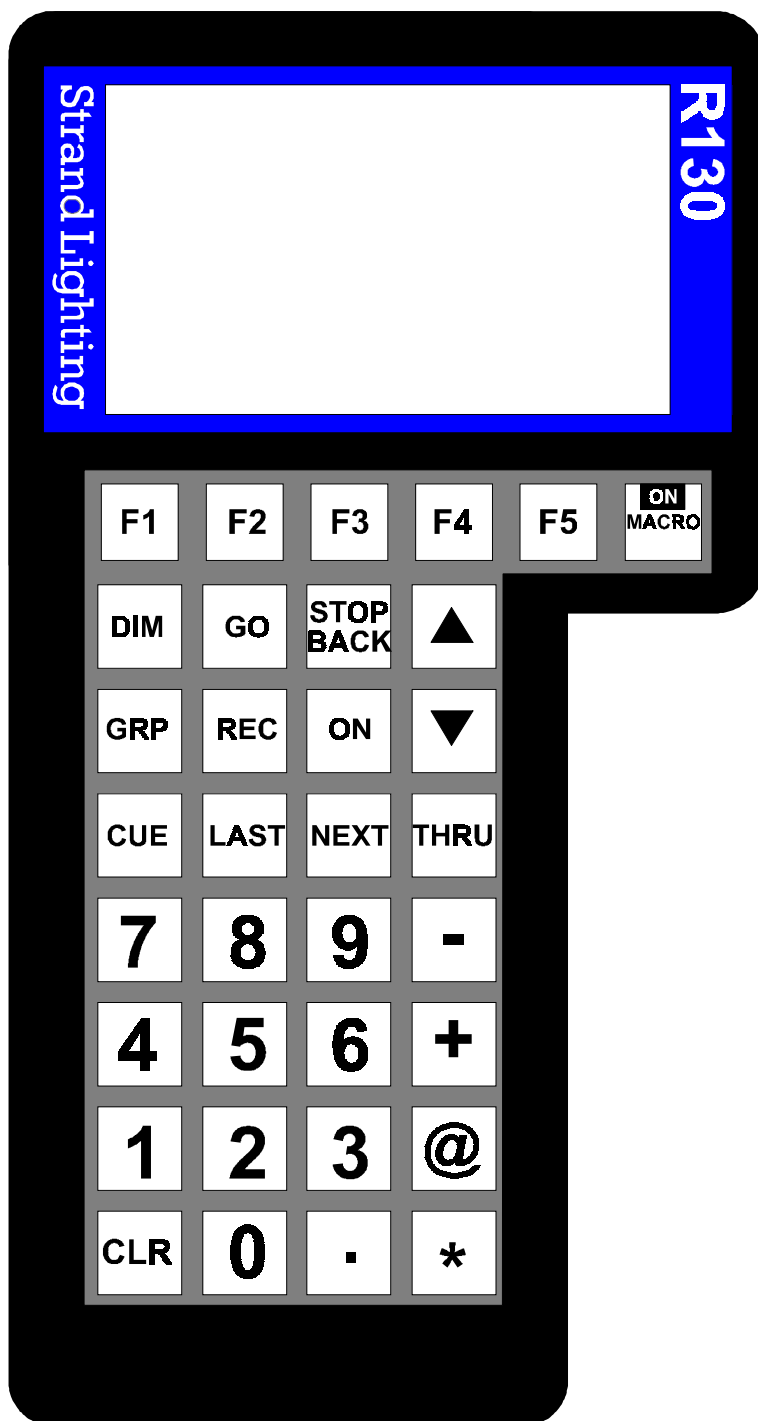 Strand Lighting
R130
F1 F2 F3 F4 F5 ON MACRO
DIM GO STOP BACK ▲
GRP REC ON ▼
CUE LAST NEXT THRU
7 8 9 -
4 5 6 +
1 2 3 @
CLR 0 . *